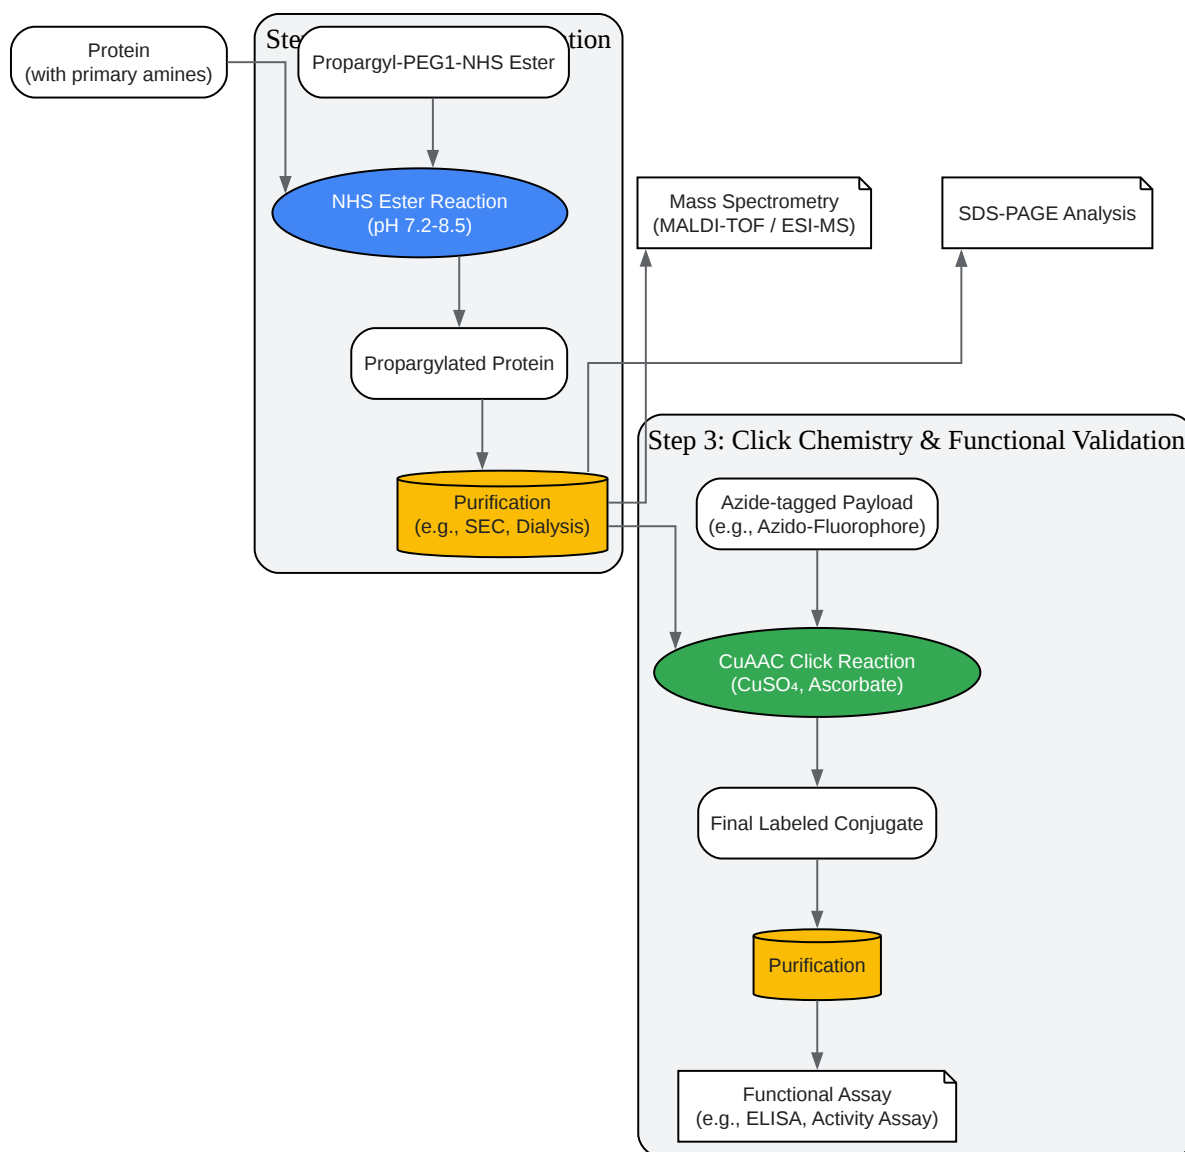 Protein
(with primary amines)
Propargyl-PEG1-NHS Ester
NHS Ester Reaction
(pH 7.2-8.5)
Mass Spectrometry
(MALDI-TOF / ESI-MS)
SDS-PAGE Analysis
Propargylated Protein
Step 3: Click Chemistry & Functional Validation
Purification
(e.g., SEC, Dialysis)
Azide-tagged Payload
(e.g., Azido-Fluorophore)
CuAAC Click Reaction
(CuSO₄, Ascorbate)
Final Labeled Conjugate
Purification
Functional Assay
(e.g., ELISA, Activity Assay)